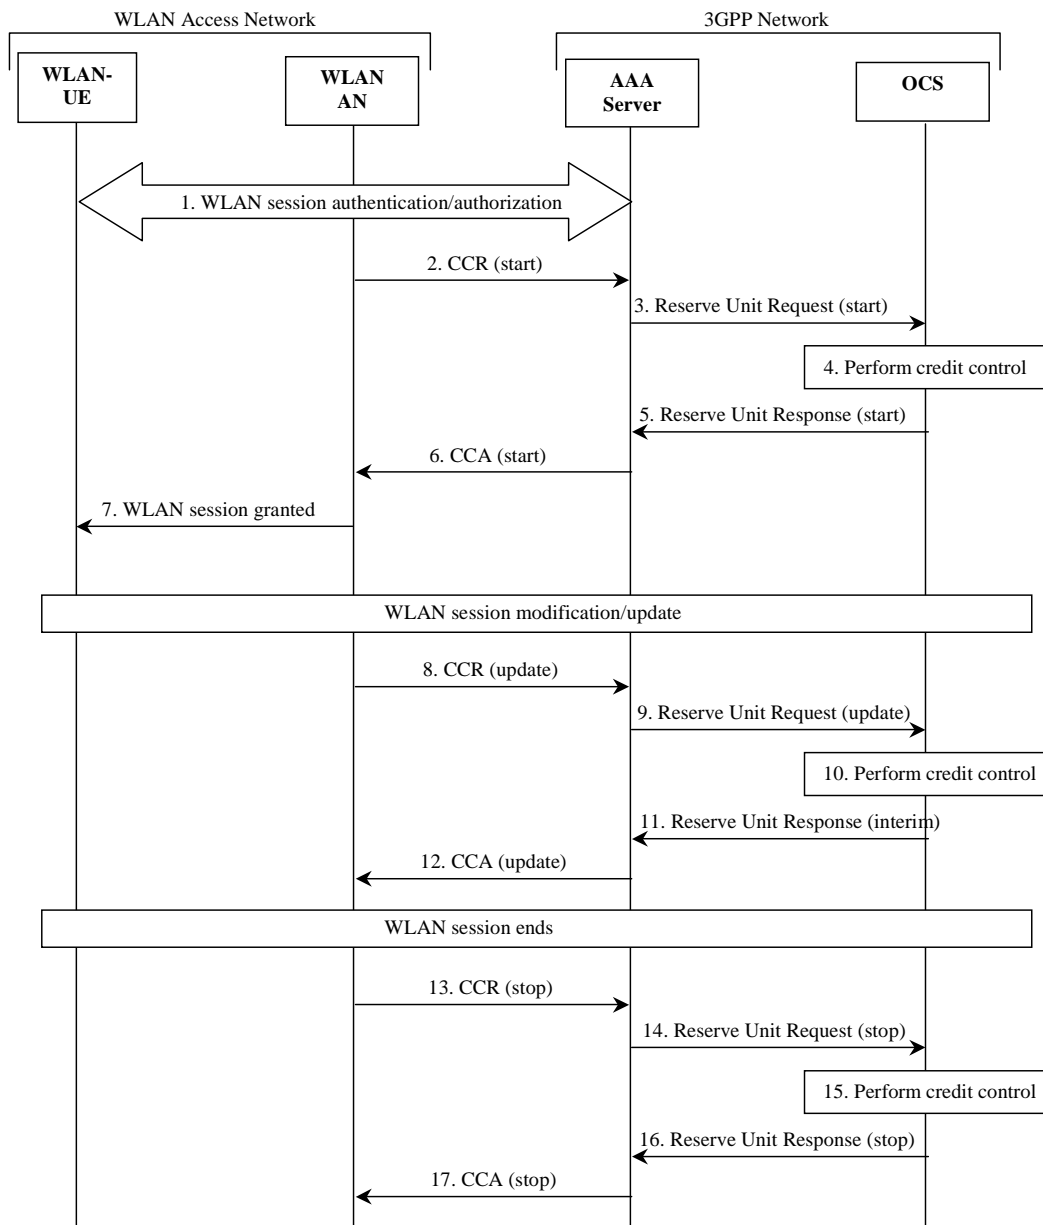 WLAN Access Network
3GPP Network
WLAN-
UE
WLAN
AN
AAA
Server
OCS
1. WLAN session authentication/authorization
2. CCR (start)
3. Reserve Unit Request (start)
4. Perform credit control
5. Reserve Unit Response (start)
6. CCA (start)
7. WLAN session granted
WLAN session modification/update
8. CCR (update)
9. Reserve Unit Request (update)
10. Perform credit control
11. Reserve Unit Response (interim)
12. CCA (update)
WLAN session ends
13. CCR (stop)
14. Reserve Unit Request (stop)
15. Perform credit control
16. Reserve Unit Response (stop)
17. CCA (stop)